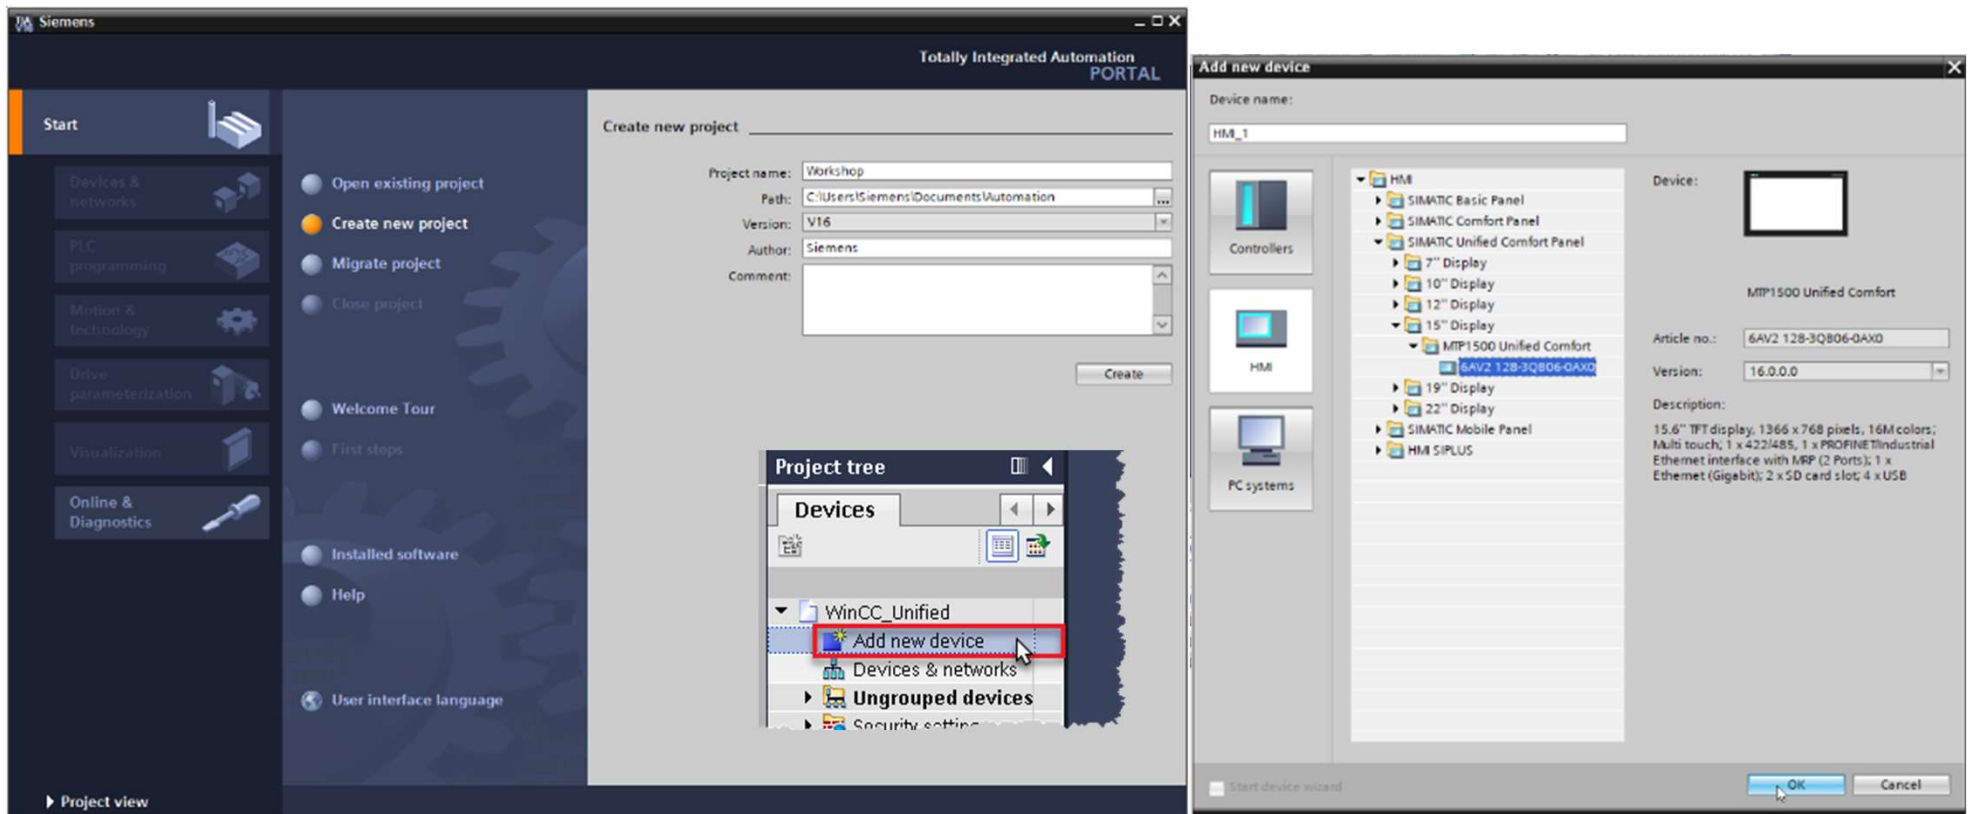 Siemens
Totally Integrated Automation
PORTAL
Start
Devices &
networks
PLC
programming
Motion &
technology
Drive
parameterization
Visualization
Online &
Diagnostics
Project view
Open existing project
Create new project
Migrate project
Close project
Welcome Tour
First steps
Installed software
Help
User interface language
Create new project
Project name: Workshop
Path: C:\Users\Siemens\Documents\Automation ...
Version: V16
Author: Siemens
Comment:
Create
Project tree
Devices
WinCC_Unified
Add new device
Devices & networks
Ungrouped devices
Security setting
Add new device
Device name:
HMI_1
Controllers
HMI
PC systems
HMI
SIMATIC Basic Panel
SIMATIC Comfort Panel
SIMATIC Unified Comfort Panel
7" Display
10" Display
12" Display
15" Display
MTP1500 Unified Comfort
6AV2 128-3QB06-0AX0
19" Display
22" Display
SIMATIC Mobile Panel
HMI SIPLUS
Device:
MTP1500 Unified Comfort
Article no.: 6AV2 128-3QB06-0AX0
Version: 16.0.0.0
Description:
15.6" TFT display, 1366 x 768 pixels, 16M colors;
Multi touch; 1 x 422/485, 1 x PROFINET/Industrial
Ethernet interface with MRP (2 Ports); 1 x
Ethernet (Gigabit); 2 x SD card slot; 4 x USB
Start device wizard
OK
Cancel